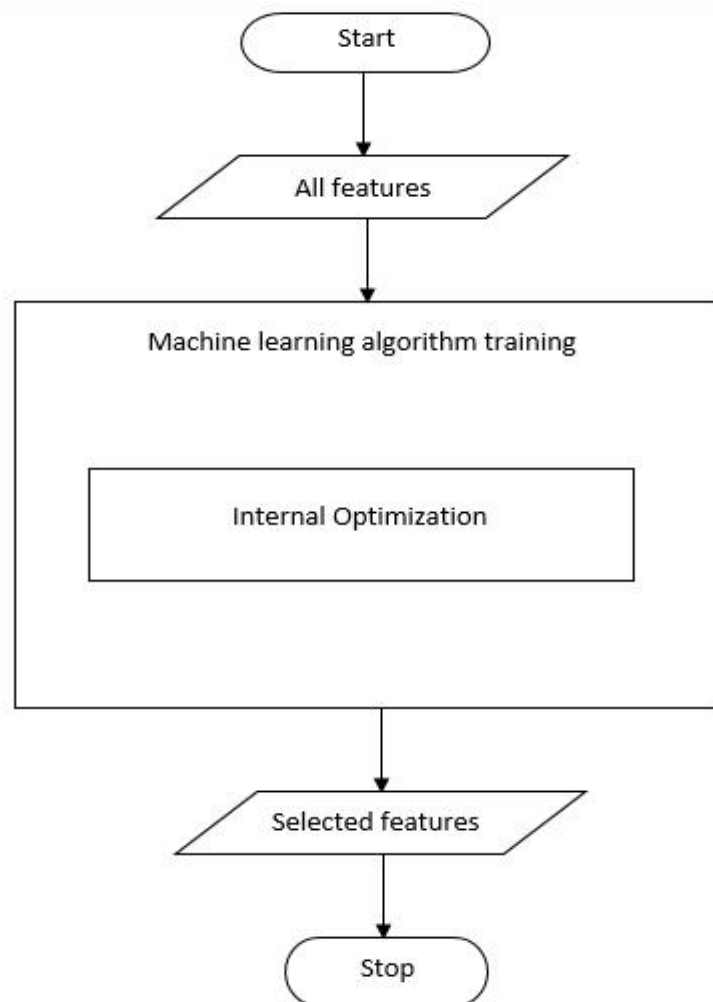 Start
All features
Machine learning algorithm training
Internal Optimization
Selected features
Stop